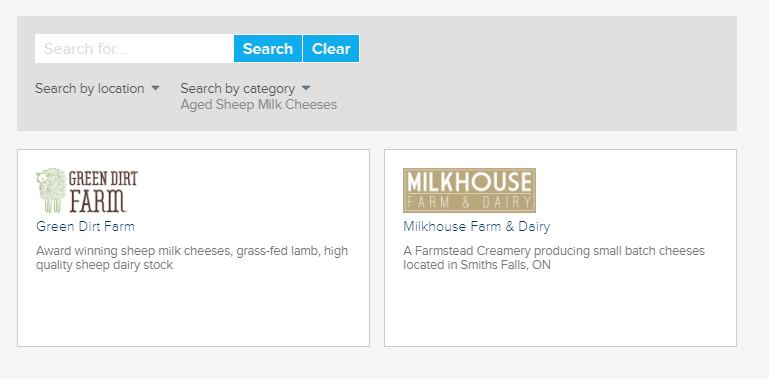 Search for...
Search
Clear
Search by location
Search by category
Aged Sheep Milk Cheeses
GREEN DIRT
FARM
Green Dirt Farm
Award winning sheep milk cheeses, grass-fed lamb, high
quality sheep dairy stock
MILKHOUSE
FARM & DAIRY
Milkhouse Farm & Dairy
A Farmstead Creamery producing small batch cheeses
located in Smiths Falls, ON